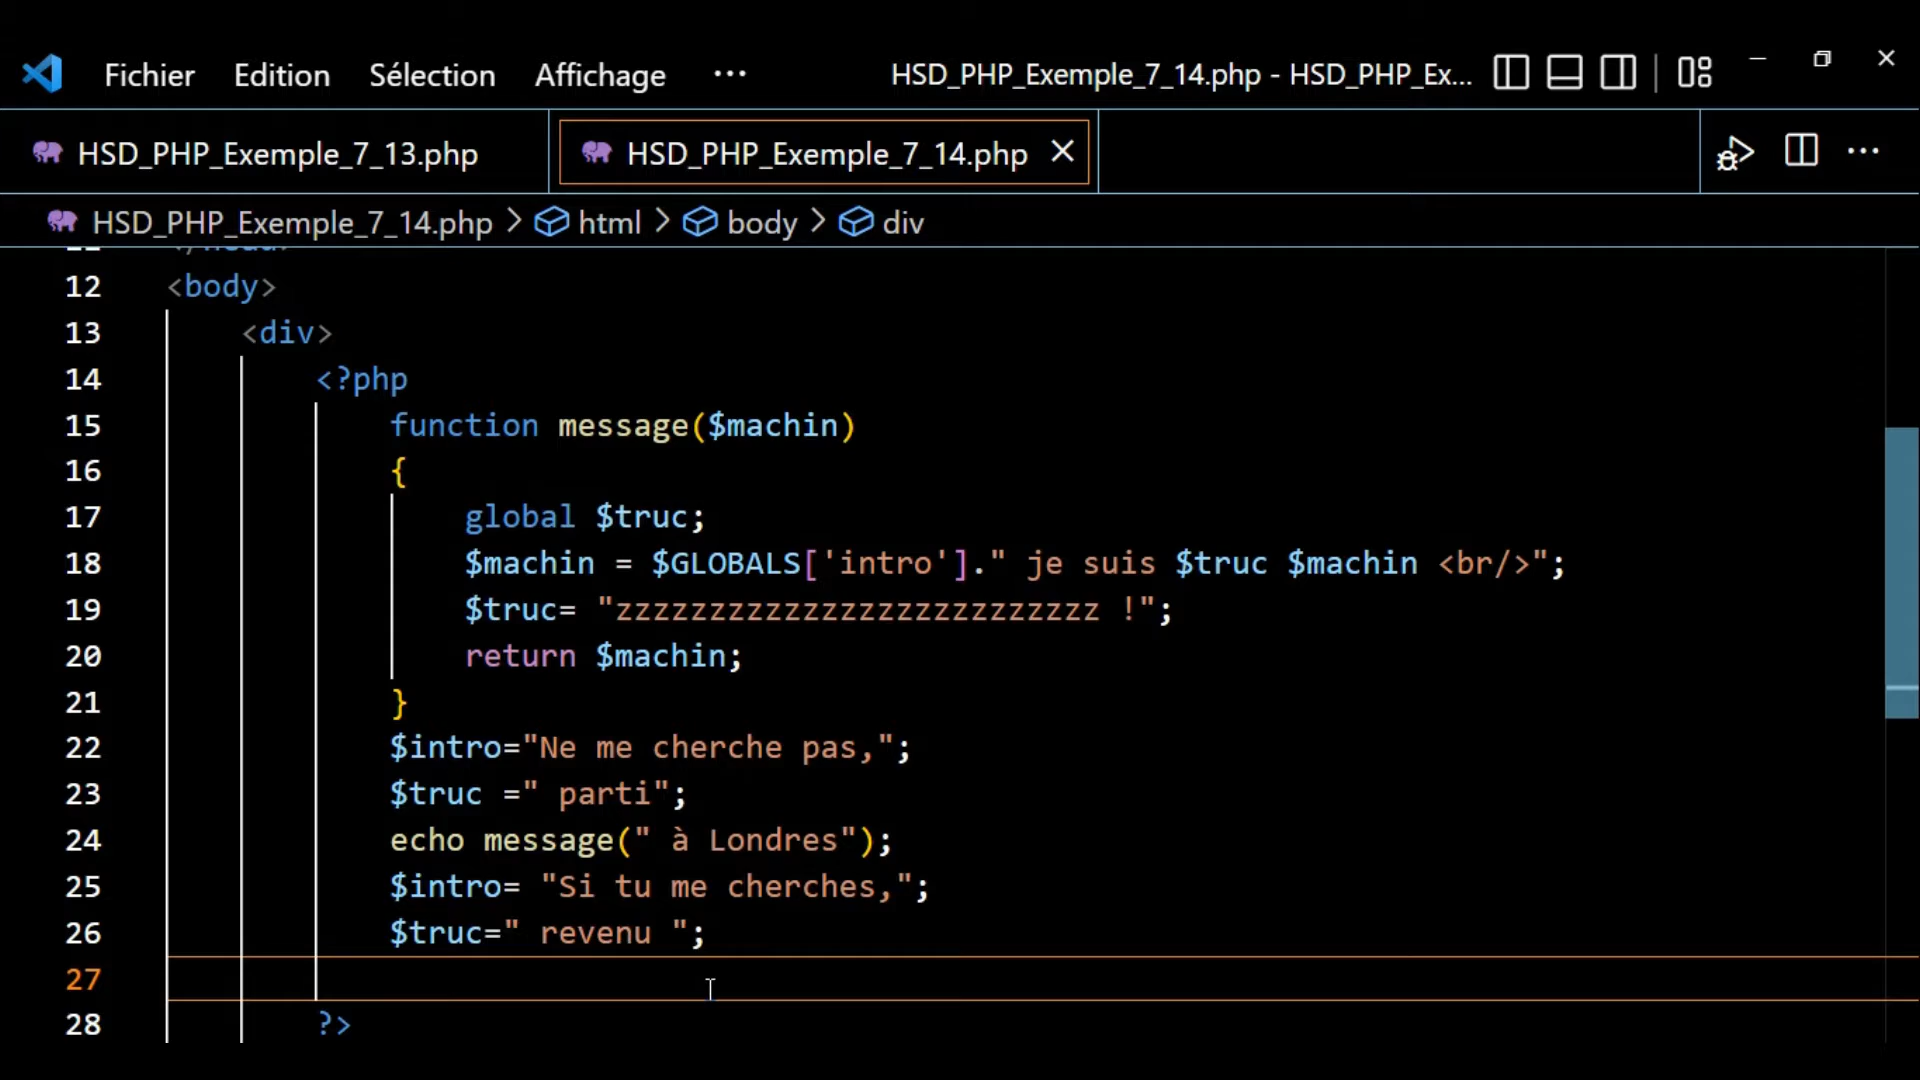 Fichier Edition Sélection Affichage ··· HSD_PHP_Exemple_7_14.php - HSD_PHP_Ex...
HSD_PHP_Exemple_7_13.php HSD_PHP_Exemple_7_14.php
HSD_PHP_Exemple_7_14.php > html > body > div
12 <body>
13 <div>
14 <?php
15 function message($machin)
16 {
17 global $truc;
18 $machin = $GLOBALS['intro']." je suis $truc $machin <br/>";
19 $truc= "zzzzzzzzzzzzzzzzzzzzzzzzzz !";
20 return $machin;
21 }
22 $intro="Ne me cherche pas,";
23 $truc =" parti";
24 echo message(" à Londres");
25 $intro= "Si tu me cherches,";
26 $truc=" revenu ";
27
28 ?>